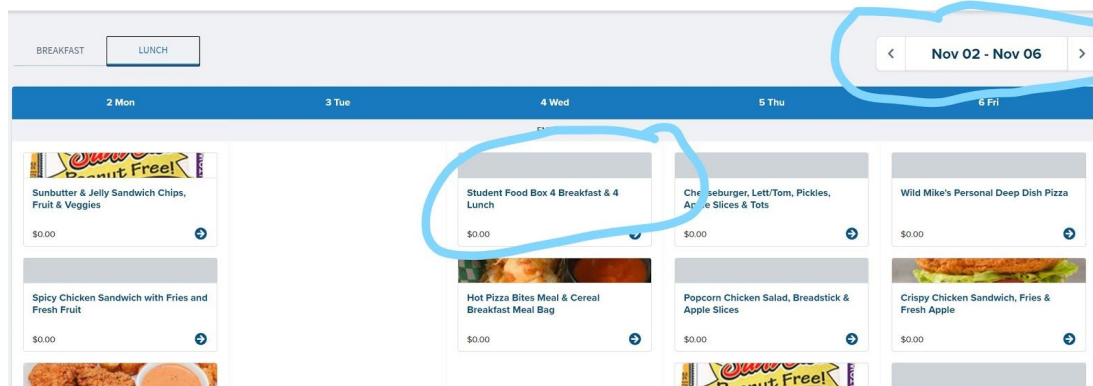 BREAKFAST
LUNCH
Nov 02 - Nov 06
2 Mon
3 Tue
4 Wed
5 Thu
6 Fri
Peanut Free!
Sunbutter & Jelly Sandwich Chips,
Fruit & Veggies
$0.00
Student Food Box 4 Breakfast & 4
Lunch
$0.00
Cheeseburger, Lett/Tom, Pickles,
Apple Slices & Tots
$0.00
Wild Mike's Personal Deep Dish Pizza
$0.00
Spicy Chicken Sandwich with Fries and
Fresh Fruit
$0.00
Hot Pizza Bites Meal & Cereal
Breakfast Meal Bag
$0.00
Popcorn Chicken Salad, Breadstick &
Apple Slices
$0.00
Crispy Chicken Sandwich, Fries &
Fresh Apple
$0.00
Peanut Free!